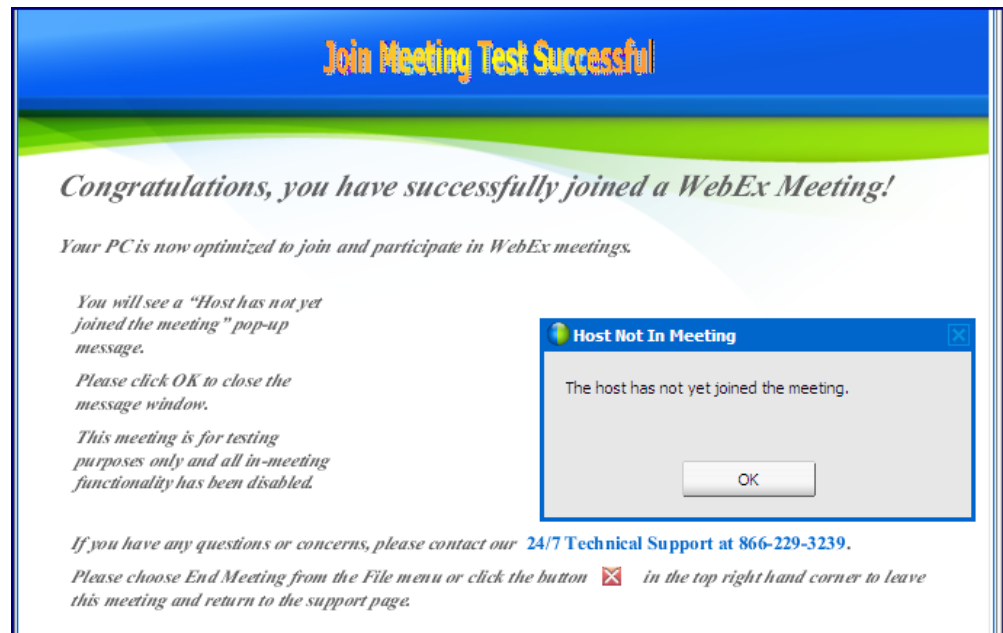 Join Meeting Test Successful
Congratulations, you have successfully joined a WebEx Meeting!
Your PC is now optimized to join and participate in WebEx meetings.
You will see a “Host has not yet
joined the meeting” pop-up
message.
Please click OK to close the
message window.
This meeting is for testing
purposes only and all in-meeting
functionality has been disabled.
Host Not In Meeting
The host has not yet joined the meeting.
OK
If you have any questions or concerns, please contact our 24/7 Technical Support at 866-229-3239.
Please choose End Meeting from the File menu or click the button in the top right hand corner to leave
this meeting and return to the support page.